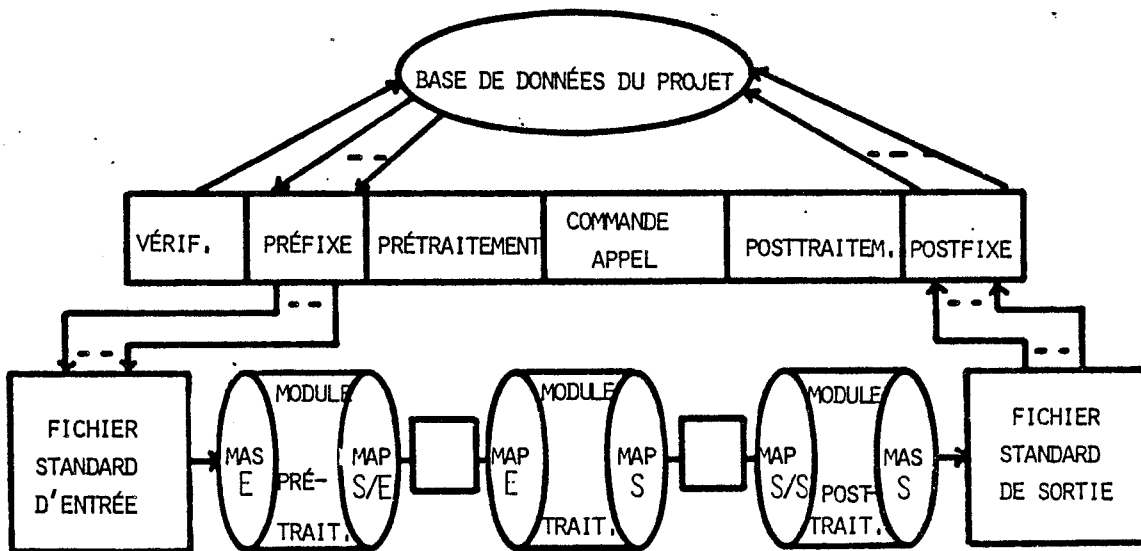 BASE DE DONNÉES DU PROJET
VÉRIF.
PRÉFIXE
PRÉTRAITEMENT
COMMANDE
APPEL
POSTTRAITEM.
POSTFIXE
FICHIER
STANDARD
D'ENTRÉE
MAS
E
MODULE
PRÉ-
TRAIT.
MAP
S/E
MAP
E
MODULE
TRAIT.
MAP
S
MAP
S/S
MODULE
POST-
TRAIT.
MAS
S
FICHIER
STANDARD
DE SORTIE